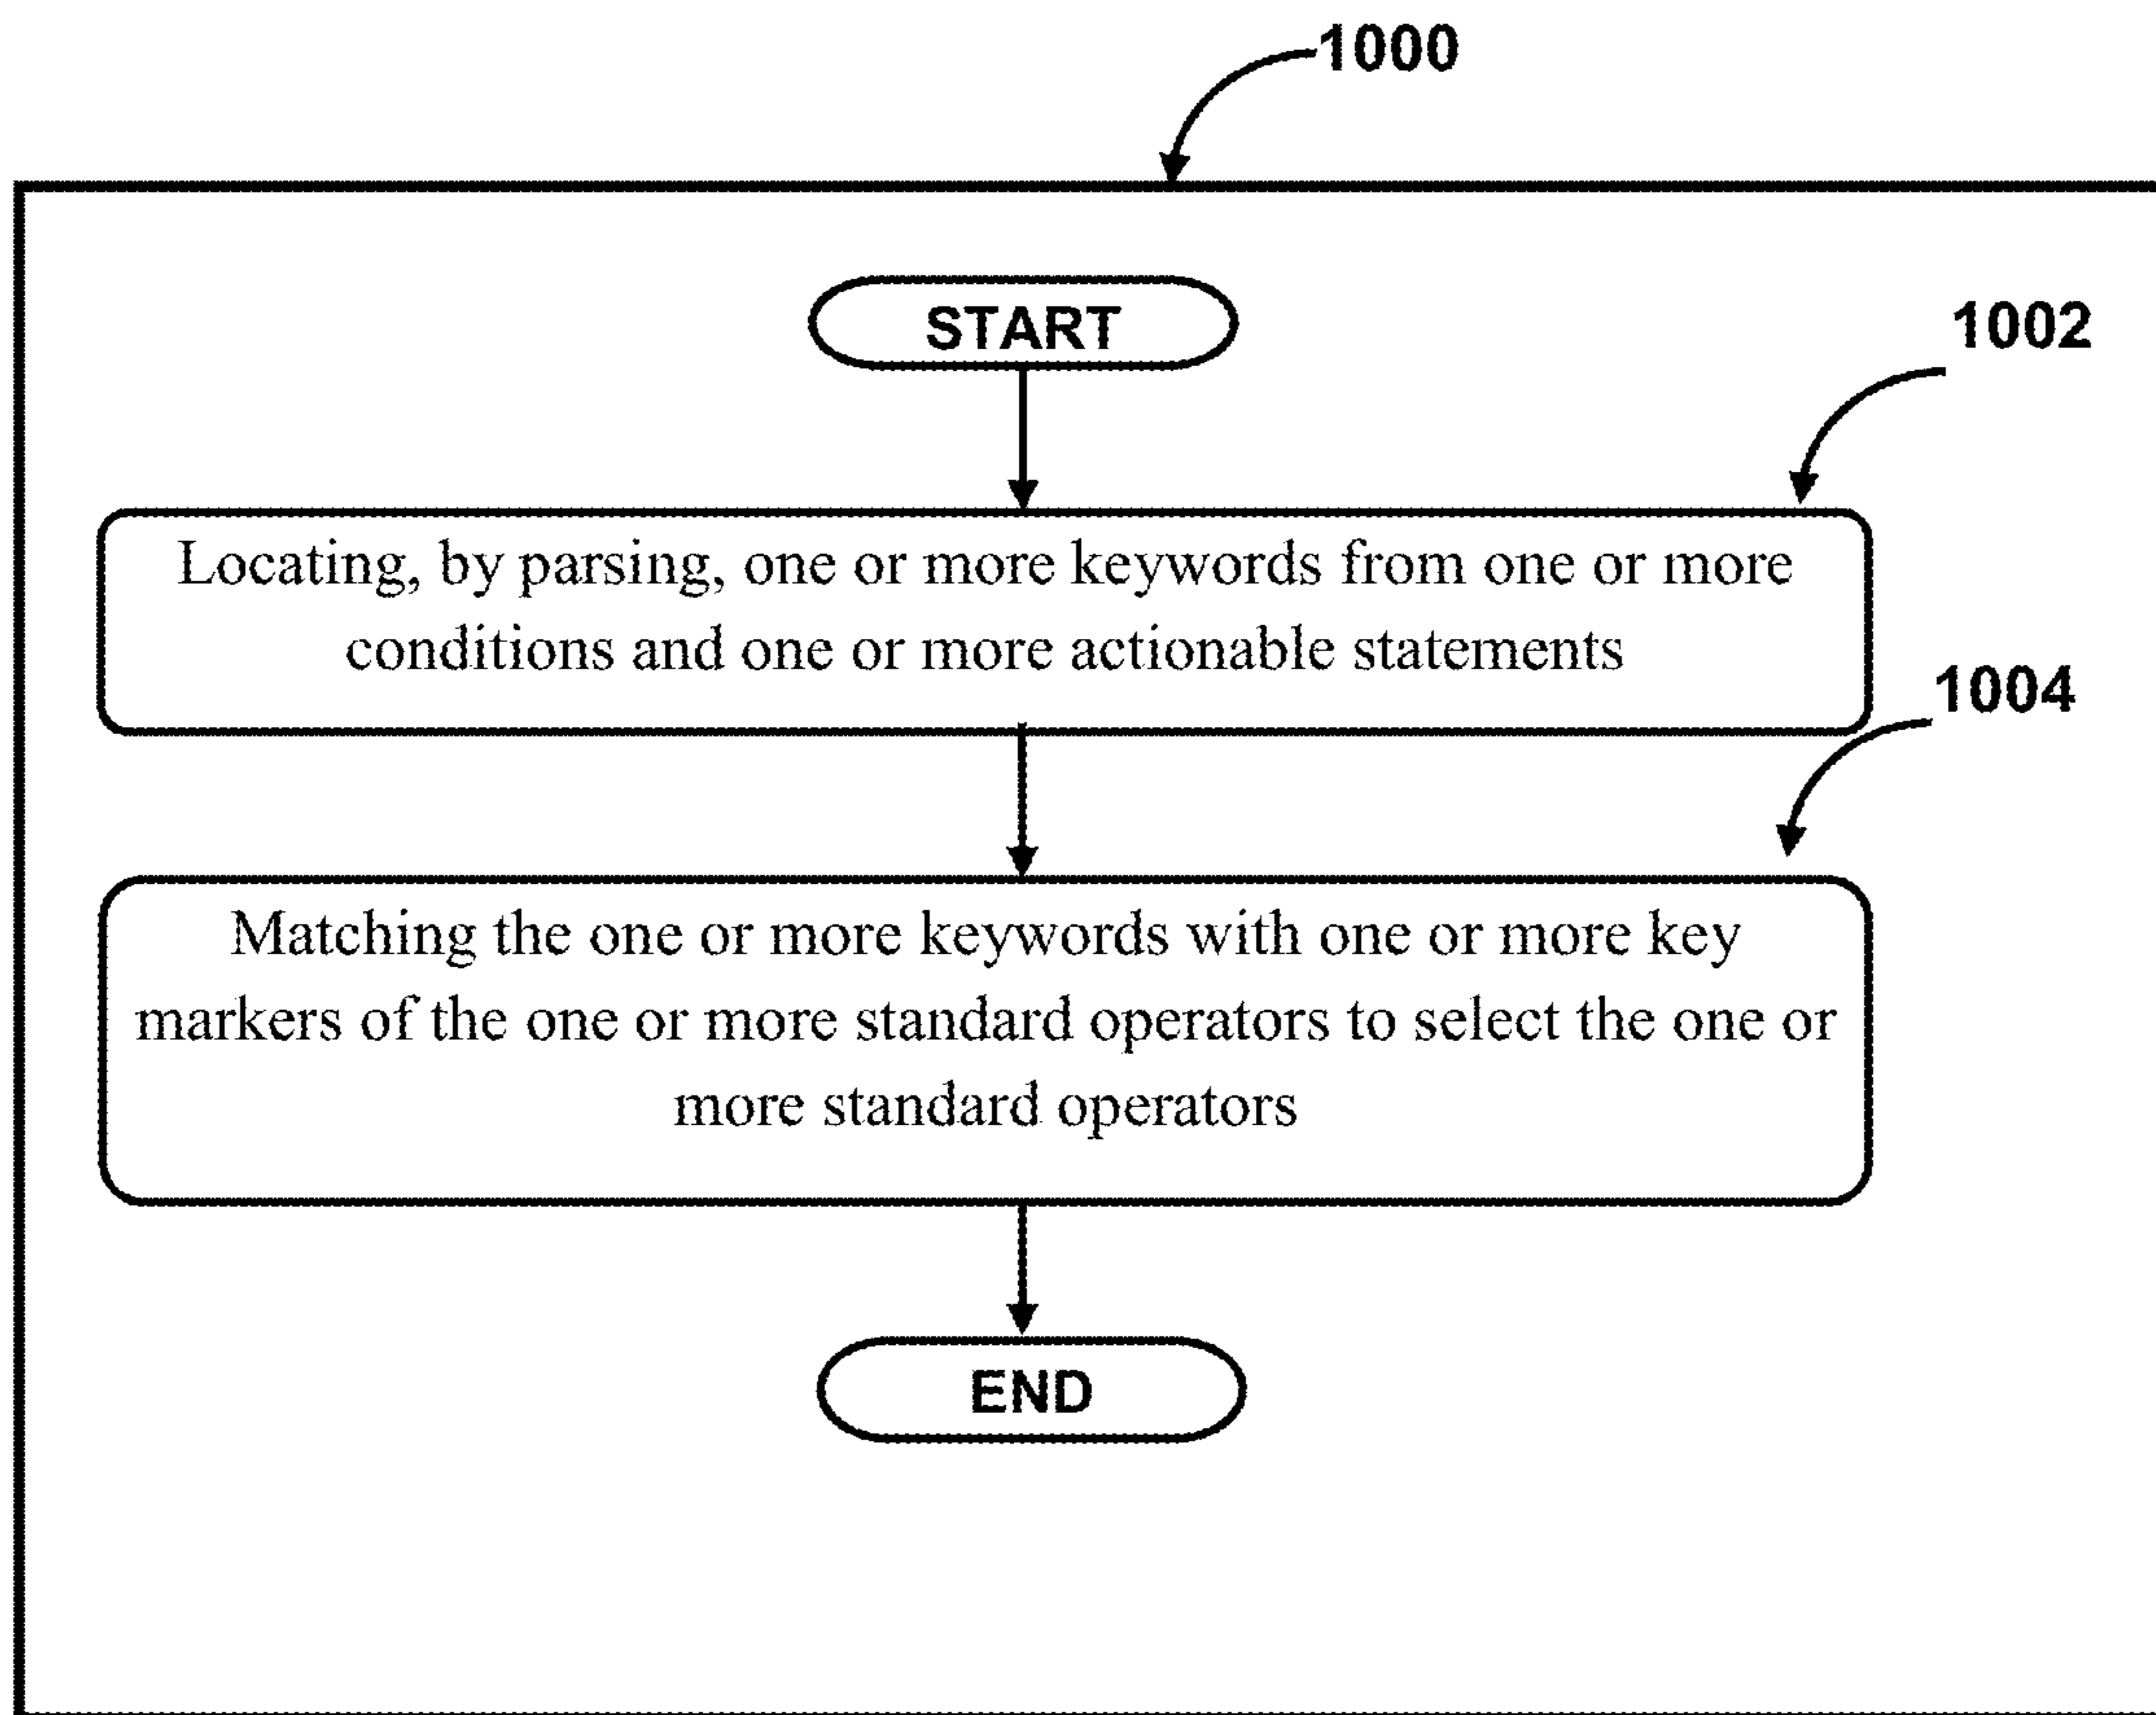 1000
START
1002
Locating, by parsing, one or more keywords from one or more
conditions and one or more actionable statements
1004
Matching the one or more keywords with one or more key
markers of the one or more standard operators to select the one or
more standard operators
END